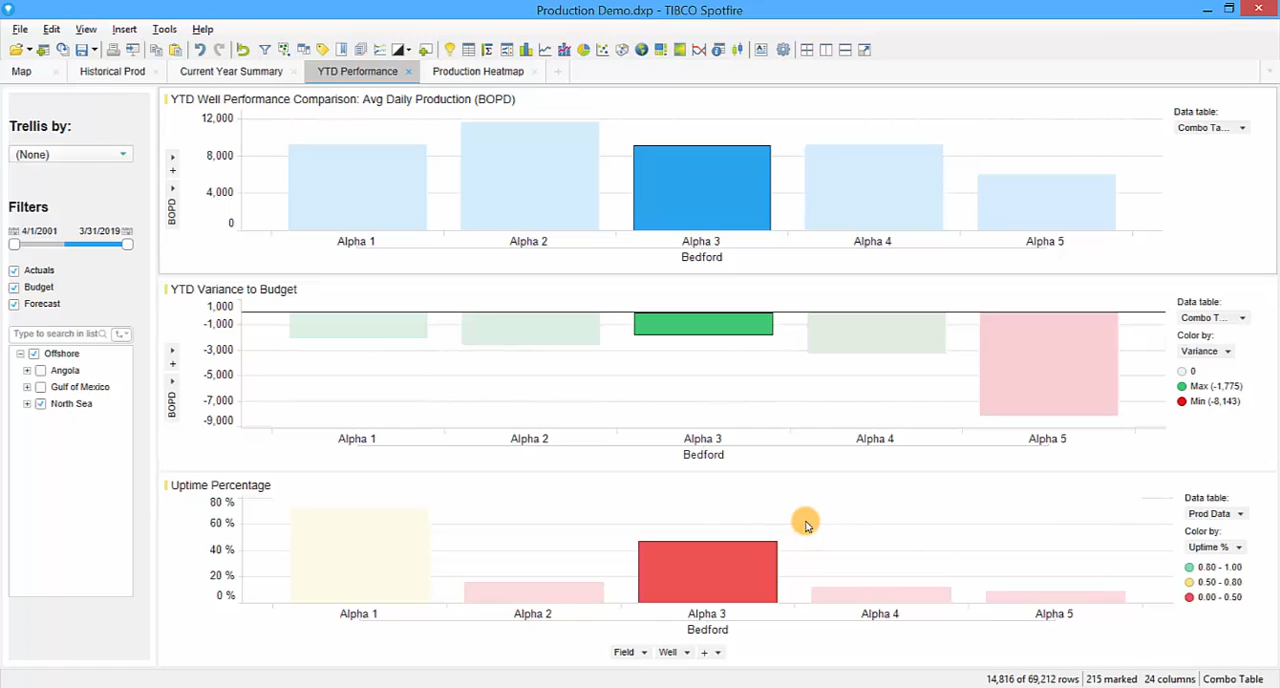 Production Demo.dxp - TIBCO Spotfire
File Edit View Insert Tools Help
Map Historical Prod Current Year Summary YTD Performance Production Heatmap +
Trellis by:
(None)
Filters
4/1/2001 3/31/2019
Actuals
Budget
Forecast
Type to search in list
Offshore
Angola
Gulf of Mexico
North Sea
YTD Well Performance Comparison: Avg Daily Production (BOPD)
12,000
8,000
4,000
0
+
BOPD
Alpha 1 Alpha 2 Alpha 3 Alpha 4 Alpha 5
Bedford
Data table:
Combo Ta...
YTD Variance to Budget
1,000
-1,000
-3,000
-5,000
-7,000
-9,000
+
BOPD
Alpha 1 Alpha 2 Alpha 3 Alpha 4 Alpha 5
Bedford
Data table:
Combo T...
Color by:
Variance
0
Max (-1,775)
Min (-8,143)
Uptime Percentage
80 %
60 %
40 %
20 %
0 %
Alpha 1 Alpha 2 Alpha 3 Alpha 4 Alpha 5
Bedford
Field Well +
Data table:
Prod Data
Color by:
Uptime %
0.80 - 1.00
0.50 - 0.80
0.00 - 0.50
14,816 of 69,212 rows 215 marked 24 columns Combo Table